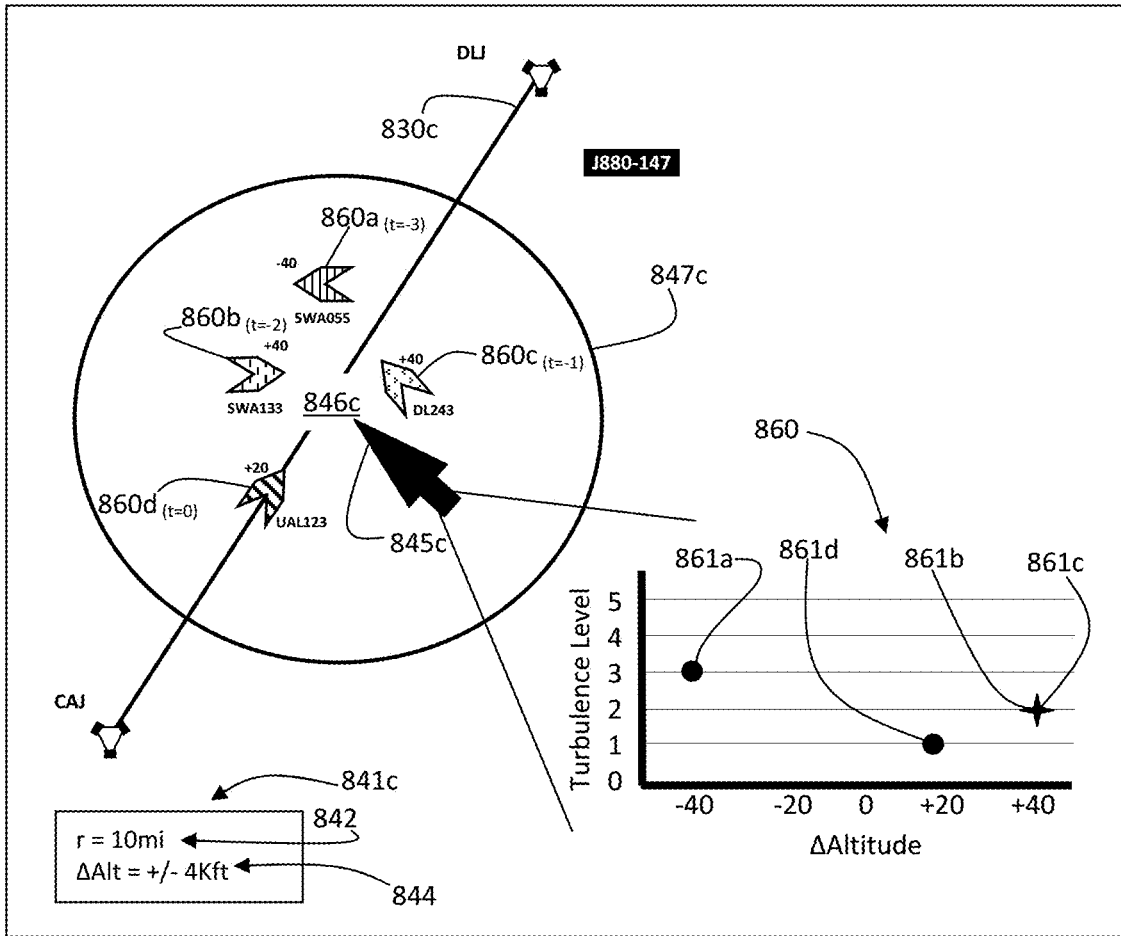 DLJ
830c
J880-147
860a (t=-3)
847c
-40
SWA055
860b (t=-2)
+40
SWA133
+40
860c (t=-1)
DL243
846c
860
+20
860d (t=0)
UAL123
845c
861a
861d
861b
861c
Turbulence Level
5
4
3
2
1
0
-40 -20 0 +20 +40
ΔAltitude
CAJ
841c
842
r = 10mi
ΔAlt = +/- 4Kft
844